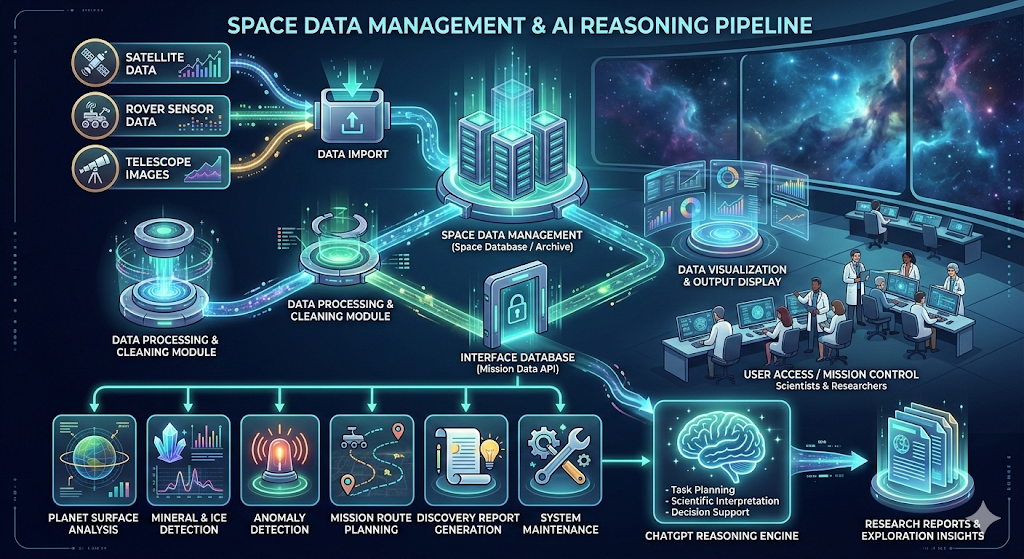 SPACE DATA MANAGEMENT & AI REASONING PIPELINE
SATELLITE
DATA
ROVER SENSOR
DATA
TELESCOPE
IMAGES
DATA IMPORT
SPACE DATA MANAGEMENT
(Space Database / Archive)
DATA VISUALIZATION
& OUTPUT DISPLAY
DATA PROCESSING &
CLEANING MODULE
DATA PROCESSING &
CLEANING MODULE
INTERFACE DATABASE
(Mission Data API)
USER ACCESS / MISSION CONTROL
Scientists & Researchers
PLANET SURFACE
ANALYSIS
MINERAL & ICE
DETECTION
ANOMALY
DETECTION
MISSION ROUTE
PLANNING
DISCOVERY REPORT
GENERATION
SYSTEM
MAINTENANCE
- Task Planning
- Scientific Interpretation
- Decision Support
CHATGPT REASONING ENGINE
RESEARCH REPORTS &
EXPLORATION INSIGHTS